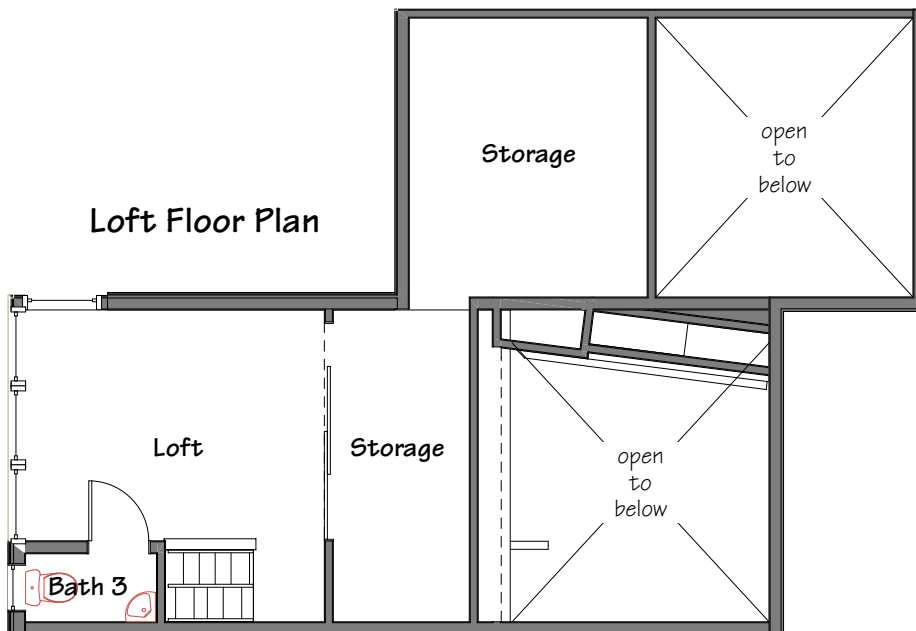 Storage
open
to
below
Loft Floor Plan
Loft
Storage
open
to
below
Bath 3